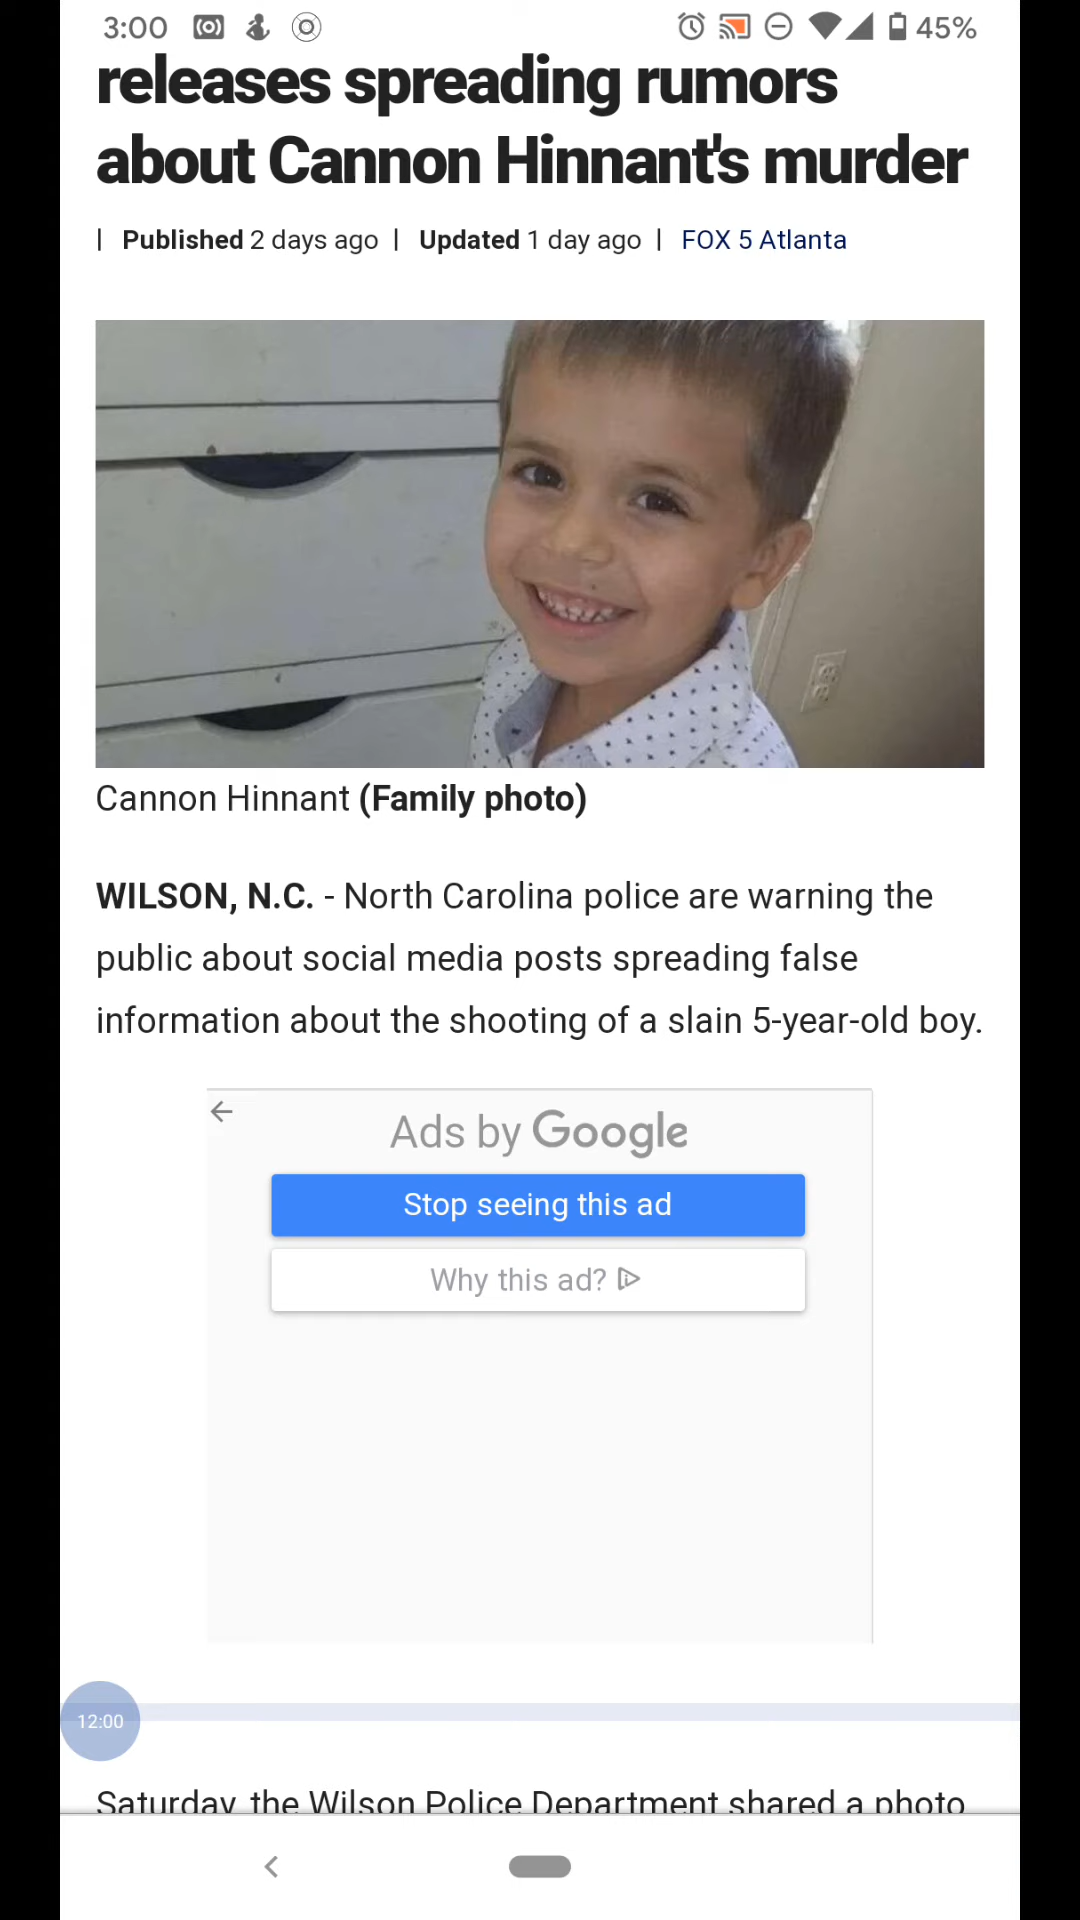 3:00
45%
releases spreading rumors
about Cannon Hinnant's murder
| Published 2 days ago | Updated 1 day ago | FOX 5 Atlanta
Cannon Hinnant (Family photo)
WILSON, N.C. - North Carolina police are warning the
public about social media posts spreading false
information about the shooting of a slain 5-year-old boy.
Ads by Google
Stop seeing this ad
Why this ad?
12:00
Saturday, the Wilson Police Department shared a photo